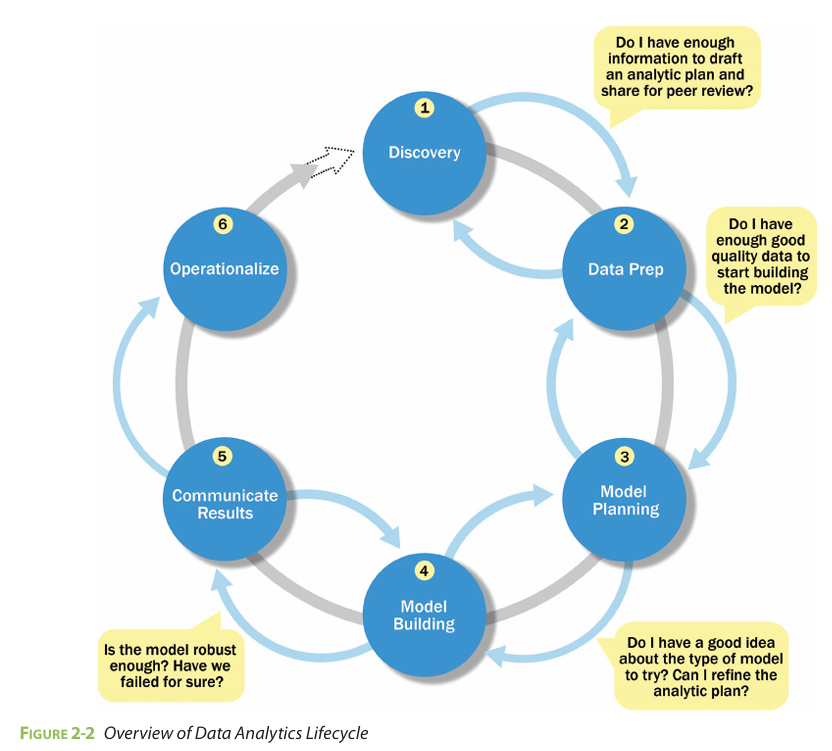 Do I have enough
information to draft
an analytic plan and
share for peer review?
1
Discovery
2
Data Prep
Do I have
enough good
quality data to
start building
the model?
6
Operationalize
3
Model
Planning
5
Communicate
Results
4
Model
Building
Is the model robust
enough? Have we
failed for sure?
Do I have a good idea
about the type of model
to try? Can I refine the
analytic plan?
FIGURE 2-2 Overview of Data Analytics Lifecycle